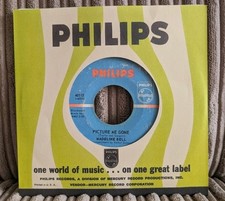 PHILIPS
PHILIPS
PICTURE ME GONE
MADELINE BELL
PHILIPS
one world of music . . . on one great label
PHILIPS RECORDS, A DIVISION OF MERCURY RECORD PRODUCTIONS, INC.
VENDOR—MERCURY RECORD CORPORATION